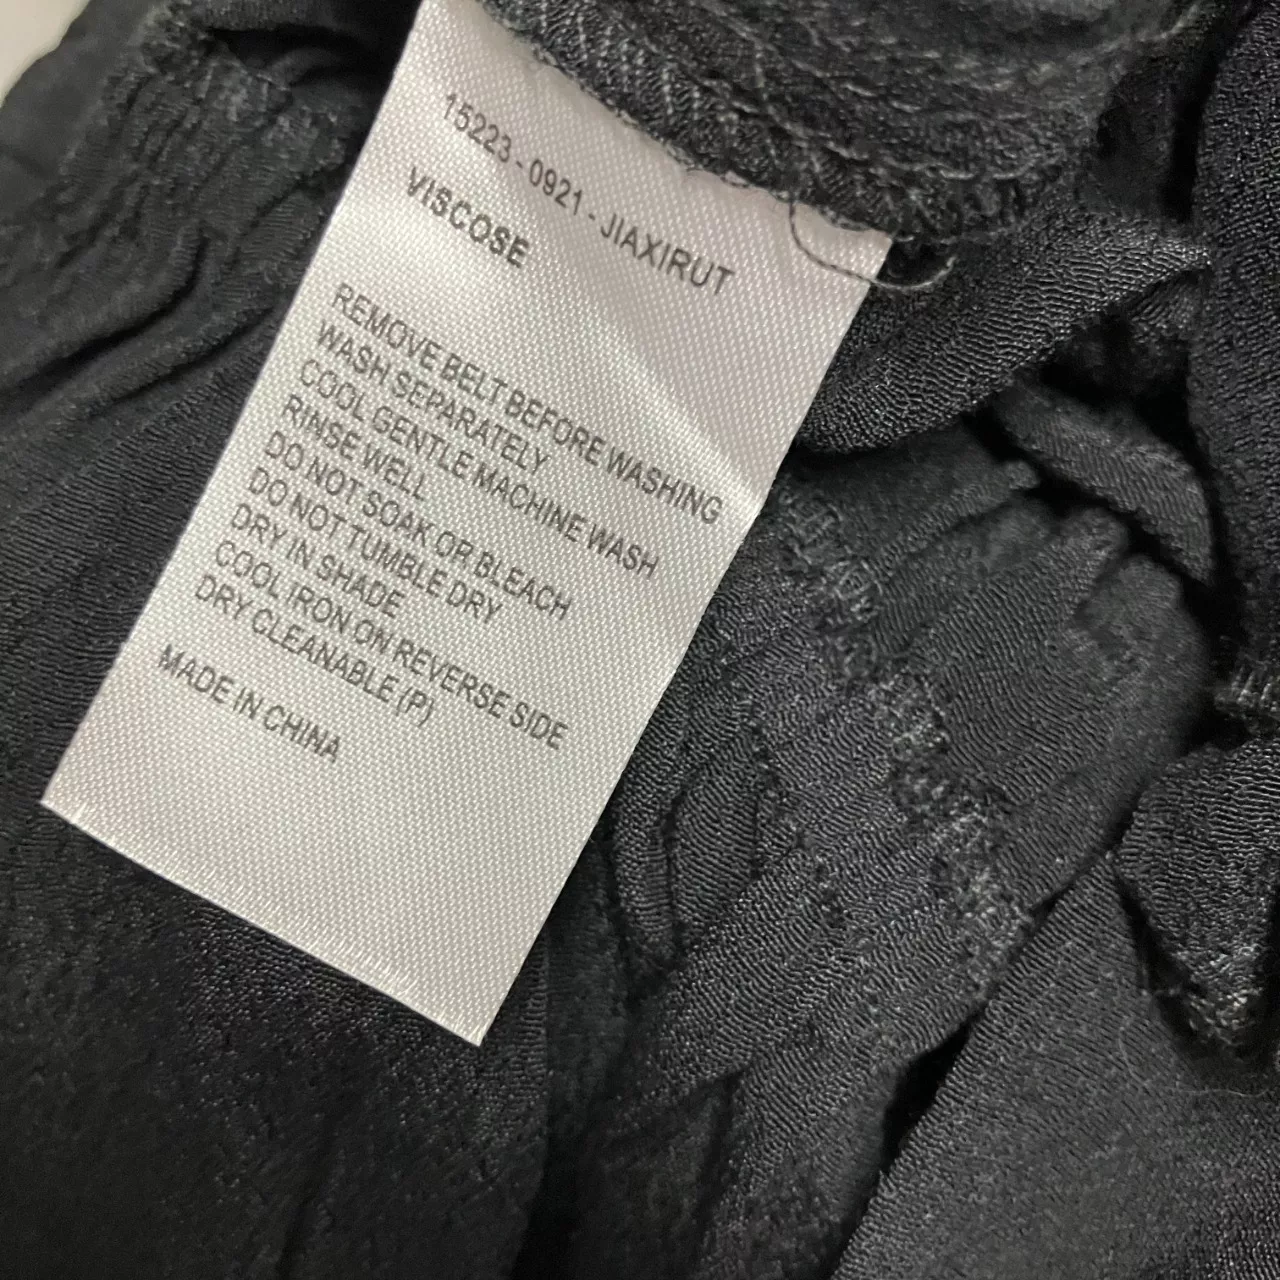 15223 - 0921 - JIAXIRUT
VISCOSE
REMOVE BELT BEFORE WASHING
WASH SEPARATELY
COOL GENTLE MACHINE WASH
RINSE WELL
DO NOT SOAK OR BLEACH
DO NOT TUMBLE DRY
DRY IN SHADE
COOL IRON ON REVERSE SIDE
DRY CLEANABLE (P)
MADE IN CHINA